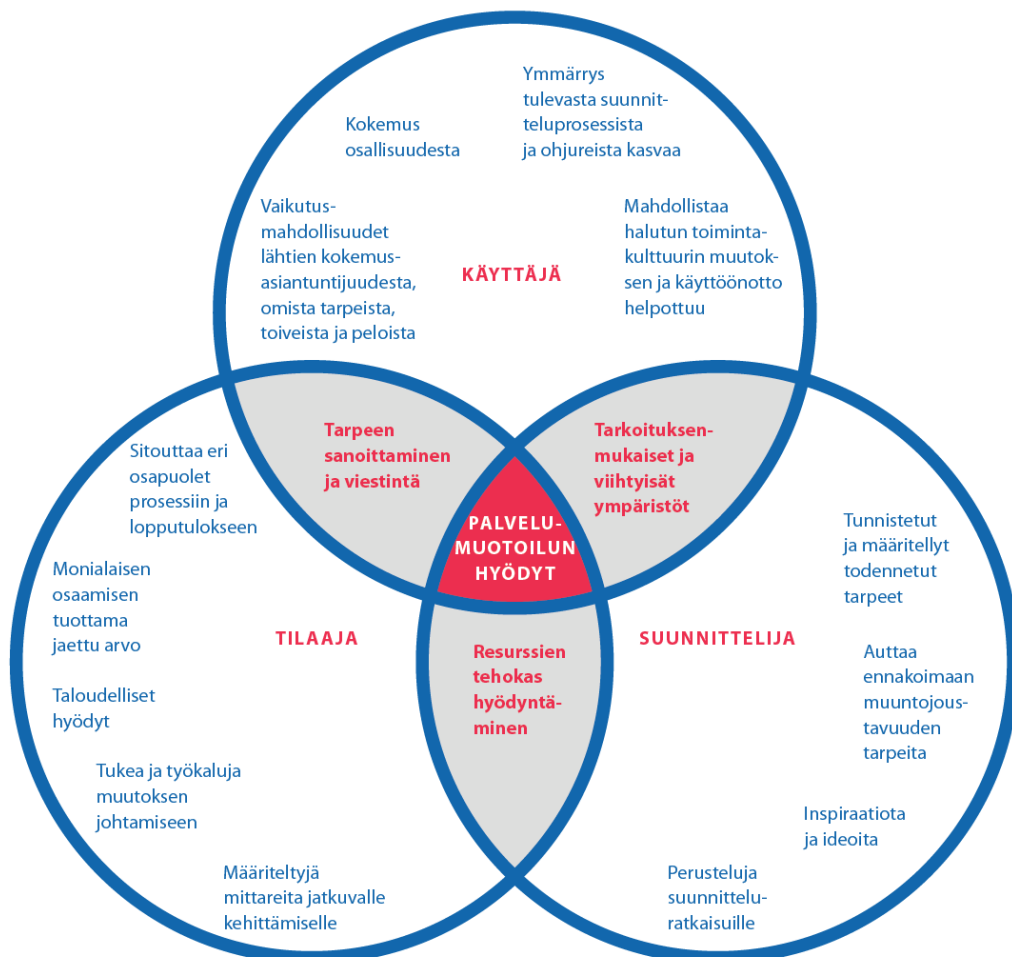 Ymmärrys
tulevasta suunnit-
teluprosessista
ja ohjureista kasvaa
Kokemus
osallisuudesta
Vaikutus-
mahdollisuudet
lähtien kokemus-
asiantuntijuudesta,
omista tarpeista,
toiveista ja peloista
KÄYTTÄJÄ
Mahdollistaa
halutun toiminta-
kulttuurin muutok-
sen ja käyttöönotto
helpottuu
Tarpeen
sanoittaminen
ja viestintä
Tarkoituksen-
mukaiset ja
viihtyisät
ympäristöt
PALVELU-
MUOTOILUN
HYÖDYT
Sitouttaa eri
osapuolet
prosessiin ja
lopputulokseen
Monialaisen
osaamisen
tuottama
jaettu arvo
TILAAJA
Taloudelliset
hyödyt
Tukea ja työkaluja
muutoksen
johtamiseen
Määriteltyjä
mittareita jatkuvalle
kehittämiselle
Resurssien
tehokas
hyödyntä-
minen
SUUNNITTELIJA
Tunnistetut
ja määritellyt
todennetut
tarpeet
Auttaa
ennakoimaan
muuntojous-
tavuuden
tarpeita
Inspiraatiota
ja ideoita
Perusteluja
suunnittelu-
ratkaisuille